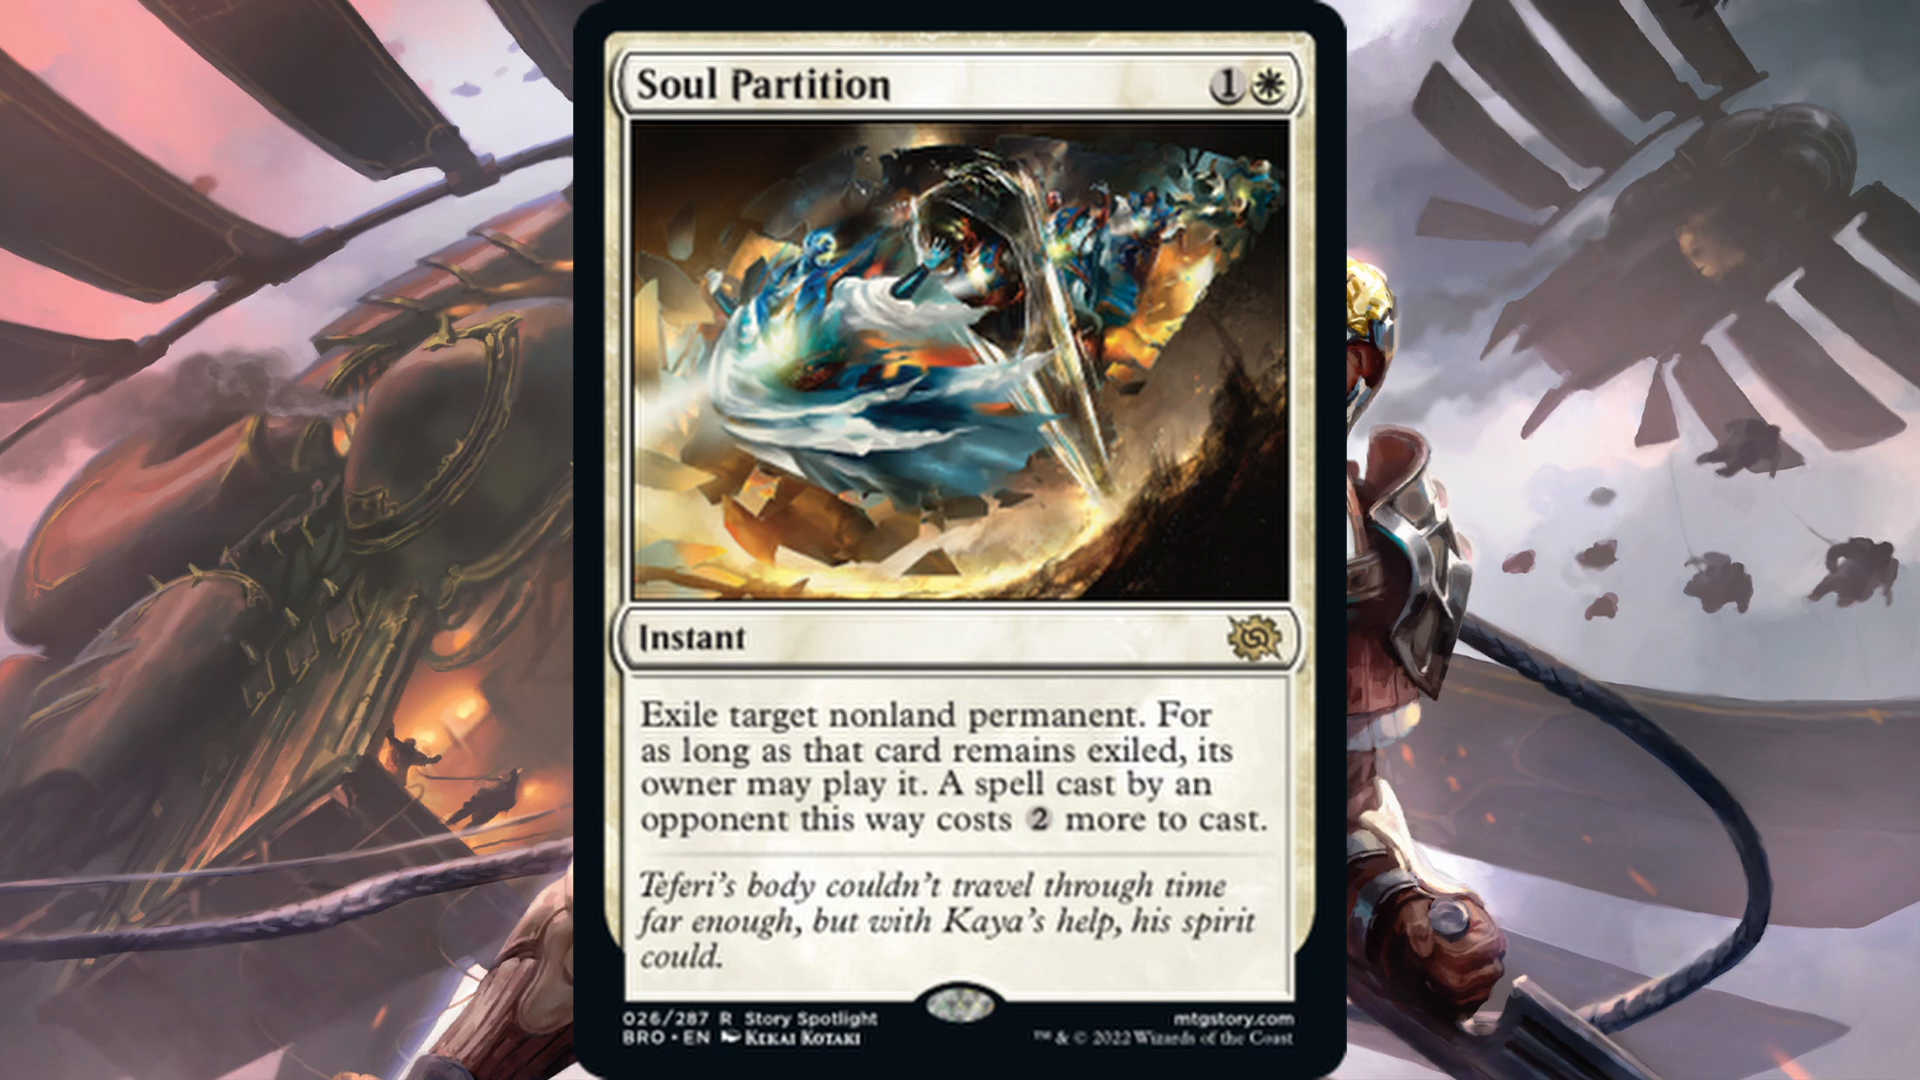 Soul Partition 1
Instant
Exile target nonland permanent. For
as long as that card remains exiled, its
owner may play it. A spell cast by an
opponent this way costs 2 more to cast.
Teferi's body couldn't travel through time
far enough, but with Kaya's help, his spirit
could.
026/287 R Story Spotlight
mtgstory.com
BRO • EN Kekai Kotaki
™ & © 2022 Wizards of the Coast